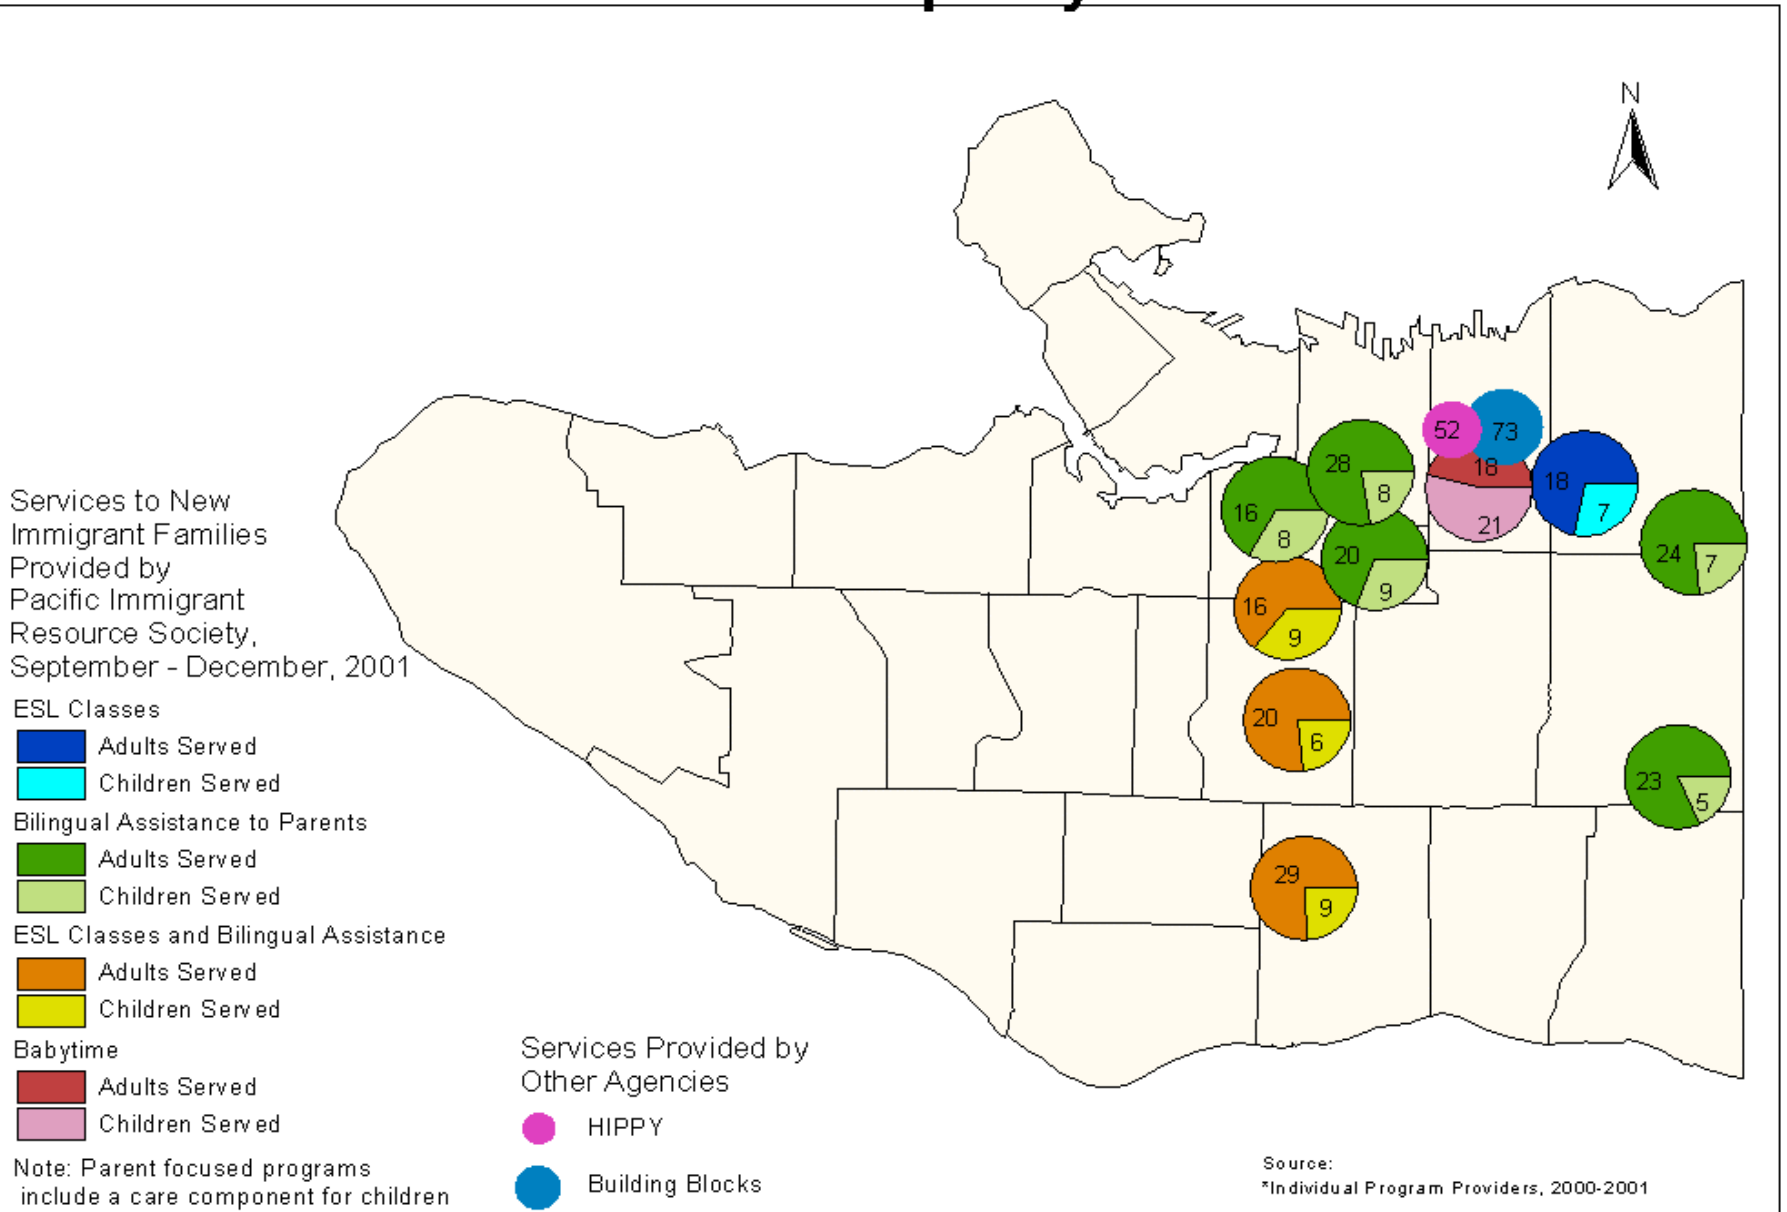 N
52
73
28
18
18
8
16
7
21
8
20
24
7
9
16
9
20
6
23
5
29
9
Services to New
Immigrant Families
Provided by
Pacific Immigrant
Resource Society,
September - December, 2001
ESL Classes
Adults Served
Children Served
Bilingual Assistance to Parents
Adults Served
Children Served
ESL Classes and Bilingual Assistance
Adults Served
Children Served
Babytime
Adults Served
Children Served
Note: Parent focused programs
include a care component for children
Services Provided by
Other Agencies
HIPPY
Building Blocks
Source:
*Individual Program Providers, 2000-2001